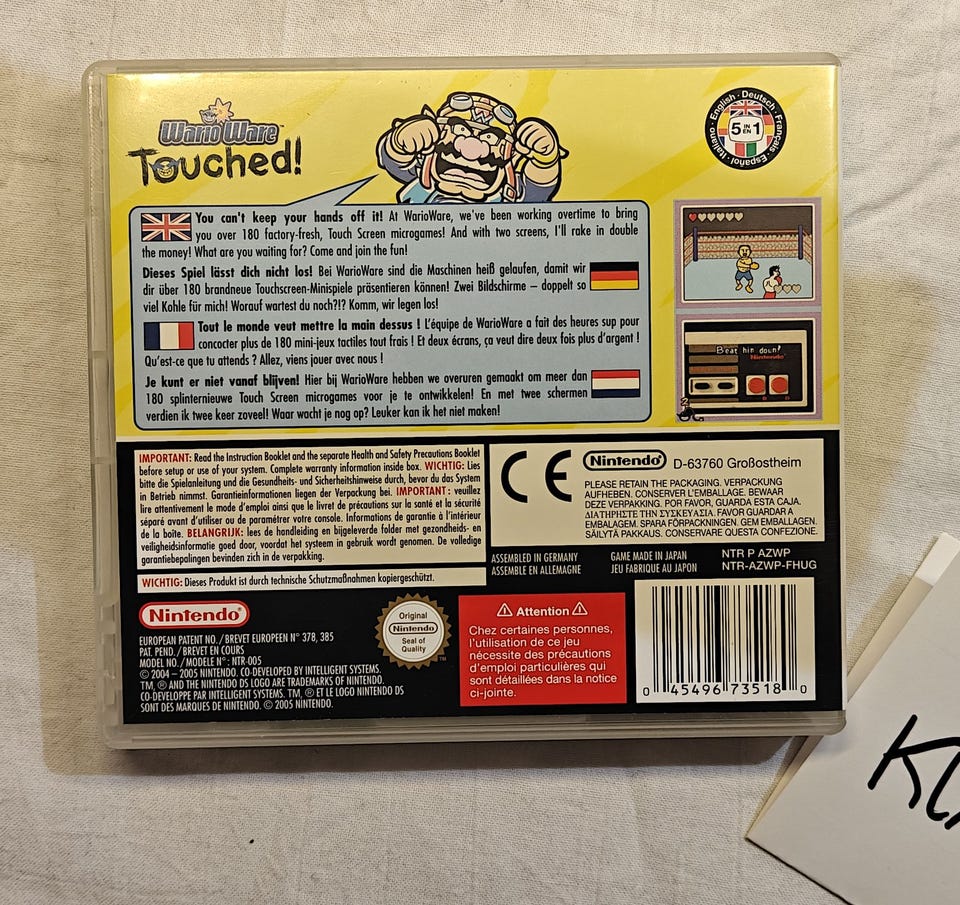 WarioWare
Touched!
English · Deutsch · Français · Español · Italiano
5 IN EN 1
You can't keep your hands off it! At WarioWare, we've been working overtime to bring
you over 180 factory-fresh, Touch Screen microgames! And with two screens, I'll rake in double
the money! What are you waiting for? Come and join the fun!
Dieses Spiel lässt dich nicht los! Bei WarioWare sind die Maschinen heiß gelaufen, damit wir
dir über 180 brandneue Touchscreen-Minispiele präsentieren können! Zwei Bildschirme – doppelt so
viel Kohle für mich! Worauf wartest du noch?!? Komm, wir legen los!
Tout le monde veut mettre la main dessus ! L'équipe de WarioWare a fait des heures sup pour
concocter plus de 180 mini-jeux tactiles tout frais ! Et deux écrans, ça veut dire deux fois plus d'argent !
Qu'est-ce que tu attends ? Allez, viens jouer avec nous !
Je kunt er niet vanaf blijven! Hier bij WarioWare hebben we overuren gemaakt om meer dan
180 splinternieuwe Touch Screen microgames voor je te ontwikkelen! En met twee schermen
verdien ik twee keer zoveel! Waar wacht je nog op? Leuker kan ik het niet maken!
Beat him down!
Nintendo
IMPORTANT: Read the Instruction Booklet and the separate Health and Safety Precautions Booklet
before setup or use of your system. Complete warranty information inside box. WICHTIG: Lies
bitte die Spielanleitung und die Gesundheits- und Sicherheitshinweise durch, bevor du das System
in Betrieb nimmst. Garantieinformationen liegen der Verpackung bei. IMPORTANT : veuillez
lire attentivement le mode d'emploi ainsi que le livret de précautions sur la santé et la sécurité
séparé avant d'utiliser ou de paramétrer votre console. Informations de garantie à l'intérieur
de la boîte. BELANGRIJK: lees de handleiding en bijgeleverde folder met gezondheids- en
veiligheidsinformatie goed door, voordat het systeem in gebruik wordt genomen. De volledige
garantiebepalingen bevinden zich in de verpakking.
WICHTIG: Dieses Produkt ist durch technische Schutzmaßnahmen kopiergeschützt.
CE Nintendo D-63760 Großostheim
PLEASE RETAIN THE PACKAGING. VERPACKUNG
AUFHEBEN. CONSERVER L'EMBALLAGE. BEWAAR
DEZE VERPAKKING. POR FAVOR, GUARDA ESTA CAJA.
ΔΙΑΤΗΡΗΣΤΕ ΤΗΝ ΣΥΣΚΕΥΑΣΙΑ. FAVOR GUARDAR A
EMBALAGEM. SPARA FÖRPACKNINGEN. GEM EMBALLAGEN.
SÄILYTÄ PAKKAUS. CONSERVARE QUESTA CONFEZIONE.
ASSEMBLED IN GERMANY
ASSEMBLE EN ALLEMAGNE
GAME MADE IN JAPAN
JEU FABRIQUE AU JAPON
NTR P AZWP
NTR-AZWP-FHUG
Nintendo®
EUROPEAN PATENT NO./BREVET EUROPEEN N° 378, 385
PAT. PEND./BREVET EN COURS
MODEL NO./MODELE N°: NTR-005
© 2004 – 2005 NINTENDO. CO-DEVELOPED BY INTELLIGENT SYSTEMS.
TM, ® AND THE NINTENDO DS LOGO ARE TRADEMARKS OF NINTENDO.
CO-DEVELOPPE PAR INTELLIGENT SYSTEMS. TM, ® ET LE LOGO NINTENDO DS
SONT DES MARQUES DE NINTENDO. © 2005 NINTENDO.
Original
Nintendo
Seal of
Quality
TM
Attention
Chez certaines personnes,
l'utilisation de ce jeu
nécessite des précautions
d'emploi particulières qui
sont détaillées dans la notice
ci-jointe.
0 45496 73518 0